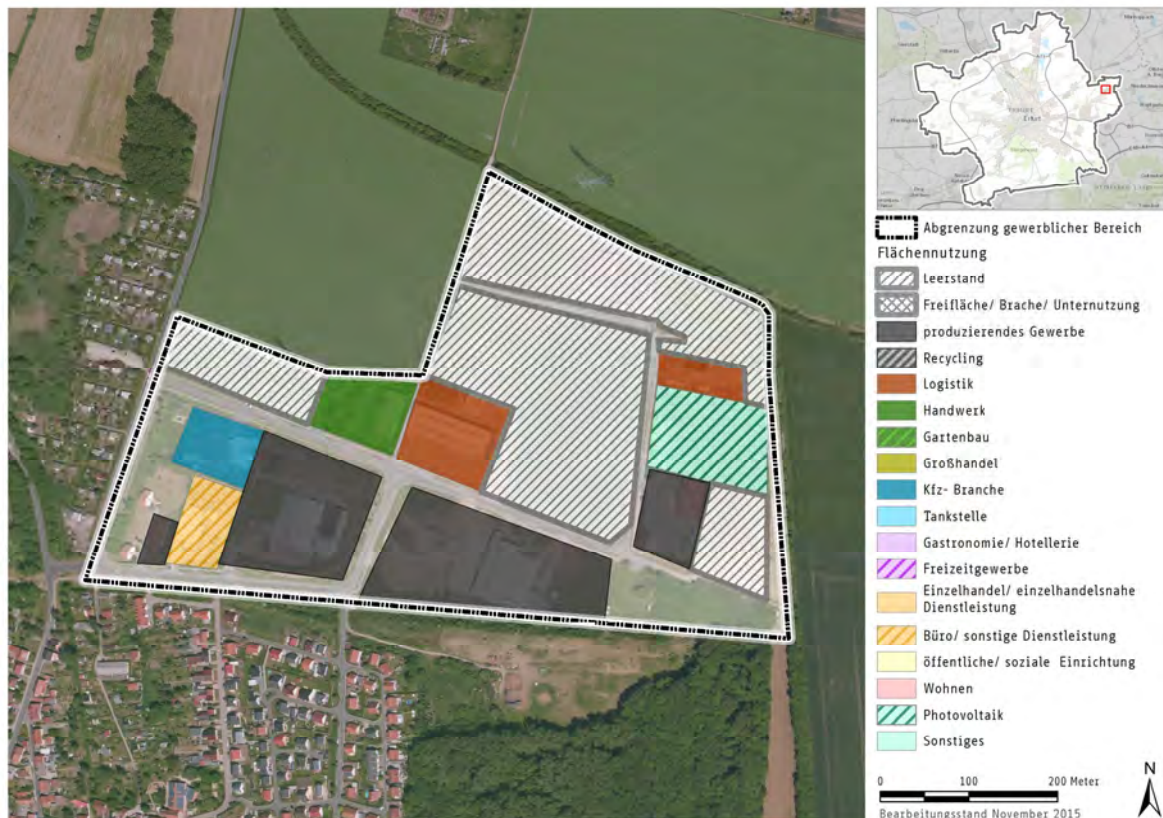 Erfurt
Abgrenzung gewerblicher Bereich
Flächennutzung
Leerstand
Freifläche/ Brache/ Unternutzung
produzierendes Gewerbe
Recycling
Logistik
Handwerk
Gartenbau
Großhandel
Kfz- Branche
Tankstelle
Gastronomie/ Hotellerie
Freizeitgewerbe
Einzelhandel/ einzelhandelsnahe
Dienstleistung
Büro/ sonstige Dienstleistung
öffentliche/ soziale Einrichtung
Wohnen
Photovoltaik
Sonstiges
N
0 100 200 Meter
Bearbeitungsstand November 2015